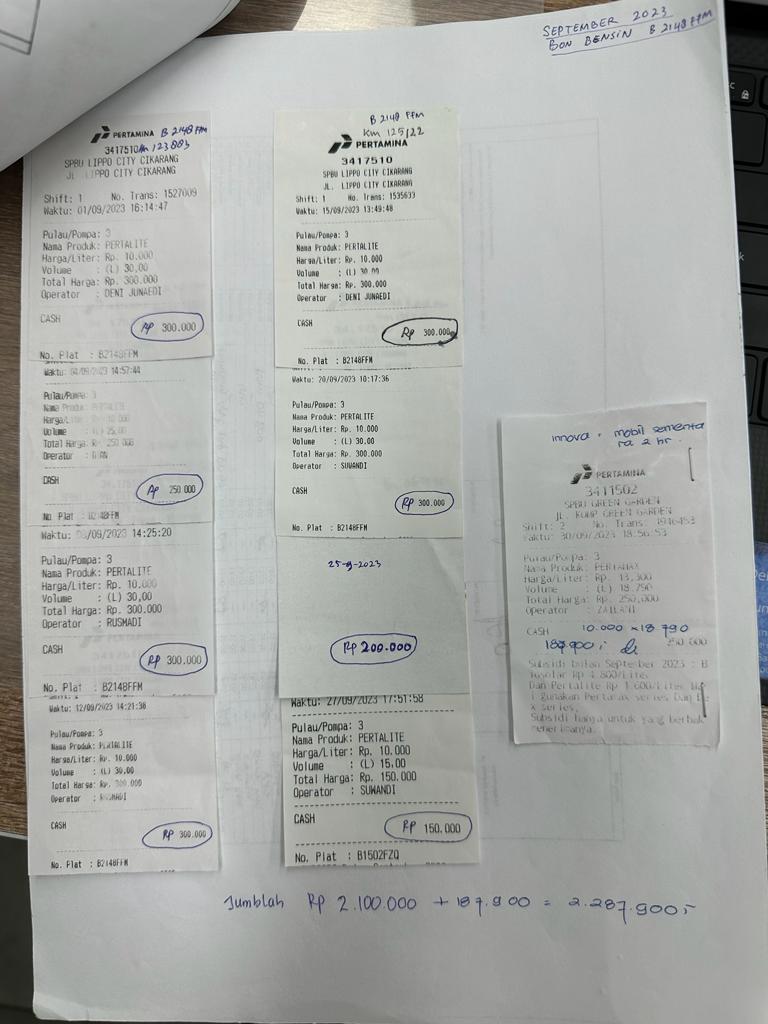 SEPTEMBER 2023
BON BENSIN B 2148 FFM
PERTAMINA B 2148 FFM
3417510 km 123883
SPBU LIPPO CITY CIKARANG
JL. LIPPO CITY CIKARANG
Shift: 1 No. Trans: 1527009
Waktu: 01/09/2023 16:14:47
Pulau/Pompa: 3
Nama Produk: PERTALITE
Harga/Liter: Rp. 10.000
Volume : (L) 30,00
Total Harga: Rp. 300.000
Operator : DENI JUNAEDI
CASH Rp 300.000
No. Plat : B2148FFM
Waktu: 04/09/2023 14:57:44
Pulau/Pompa: 3
Nama Produk: PERTALITE
Harga/Liter: Rp. 10.000
Volume : (L) 25,00
Total Harga: Rp. 250.000
Operator :
CASH
Rp 250.000
No. Plat : B2148FFM
Waktu: /09/2023 14:25:20
Pulau/Pompa: 3
Nama Produk: PERTALITE
Harga/Liter: Rp. 10.000
Volume : (L) 30,00
Total Harga: Rp. 300.000
Operator : RUSMADI
CASH
Rp 300.000
No. Plat : B2148FFM
Waktu: 12/09/2023 14:21:38
Pulau/Pompa: 3
Nama Produk: PERTALITE
Harga/Liter: Rp. 10.000
Volume : (L) 30,00
Total Harga: Rp. 300.000
Operator : RUSMADI
CASH
Rp 300.000
No. Plat : B2148FFM
B 2148 FFM
km 125122
PERTAMINA
3417510
SPBU LIPPO CITY CIKARANG
JL. LIPPO CITY CIKARANG
Shift: 1 No. Trans: 1535633
Waktu: 15/09/2023 13:49:48
Pulau/Pompa: 3
Nama Produk: PERTALITE
Harga/Liter: Rp. 10.000
Volume : (L) 30,00
Total Harga: Rp. 300.000
Operator : DENI JUNAEDI
CASH
Rp 300.000
No. Plat : B2148FFM
Waktu: 20/09/2023 10:17:36
Pulau/Pompa: 3
Nama Produk: PERTALITE
Harga/Liter: Rp. 10.000
Volume : (L) 30,00
Total Harga: Rp. 300.000
Operator : SUWANDI
CASH
Rp 300.000
No. Plat : B2148FFM
25-9-2023
Rp 200.000
Waktu: 27/09/2023 17:51:58
Pulau/Pompa: 3
Nama Produk: PERTALITE
Harga/Liter: Rp. 10.000
Volume : (L) 15,00
Total Harga: Rp. 150.000
Operator : SUWANDI
CASH
Rp 150.000
No. Plat : B1502FZQ
innova . mobil sementa
ra 2 hr.
PERTAMINA
3411502
SPBU GREEN GARDEN
JL. KOMP GREEN GARDEN
Shift: 2 No. Trans: 1946453
Waktu: 30/09/2023 18:56:53
Pulau/Pompa: 3
Nama Produk: PERTAMAX
Harga/Liter: Rp. 13,300
Volume : (L) 18.790
Total Harga: Rp. 250,000
Operator :
CASH 10.000 x 18 790
187.900,- 250.000
Subsidi bulan September 2023 : B
iosolar Rp 4.800/Liter
Dan Pertalite Rp 1.600/Liter
gunakan Pertamax series Dan
x series.
Subsidi hanya untuk yang berhak
menerimanya.
Jumblah Rp 2.100.000 + 187.900 = 2.287.900,-